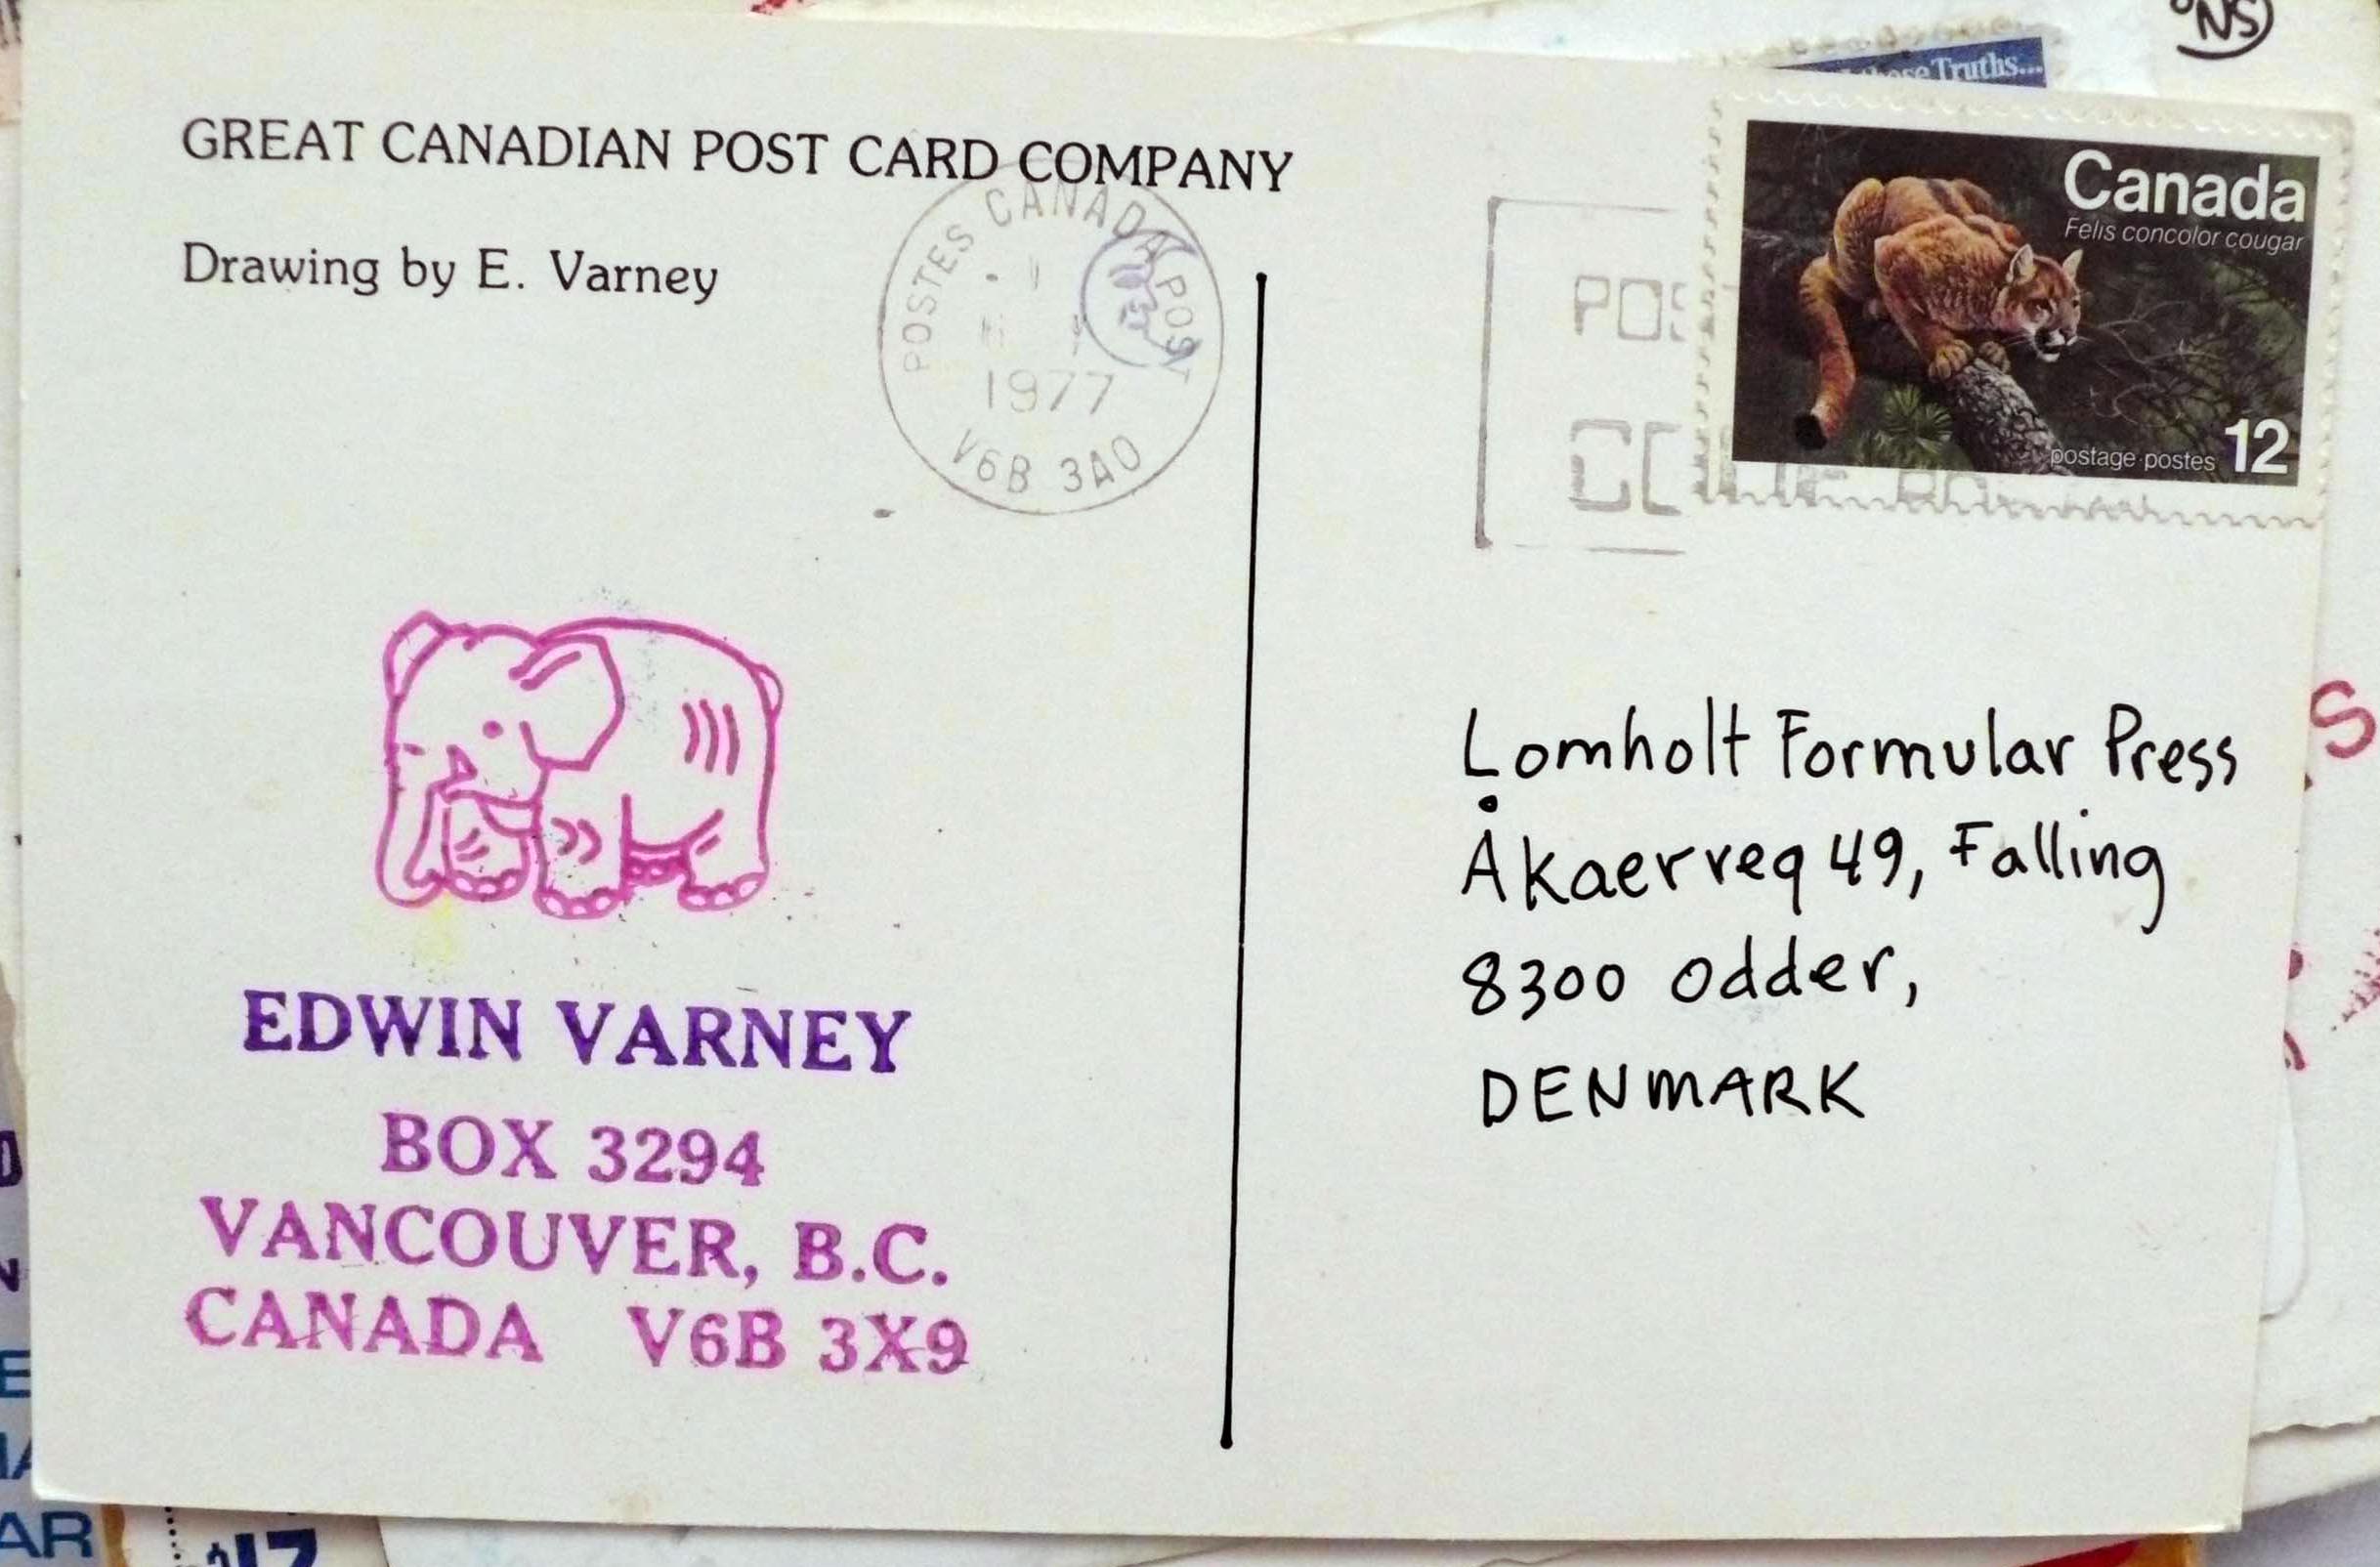 GREAT CANADIAN POST CARD COMPANY
Drawing by E. Varney
POSTES CANADA POST
1977
V6B 3A0
Truths...
NS
Canada
Felis concolor cougar
postage·postes 12
EDWIN VARNEY
BOX 3294
VANCOUVER, B.C.
CANADA V6B 3X9
Lomholt Formular Press
Åkaerreq 49, Falling
8300 Odder,
DENMARK